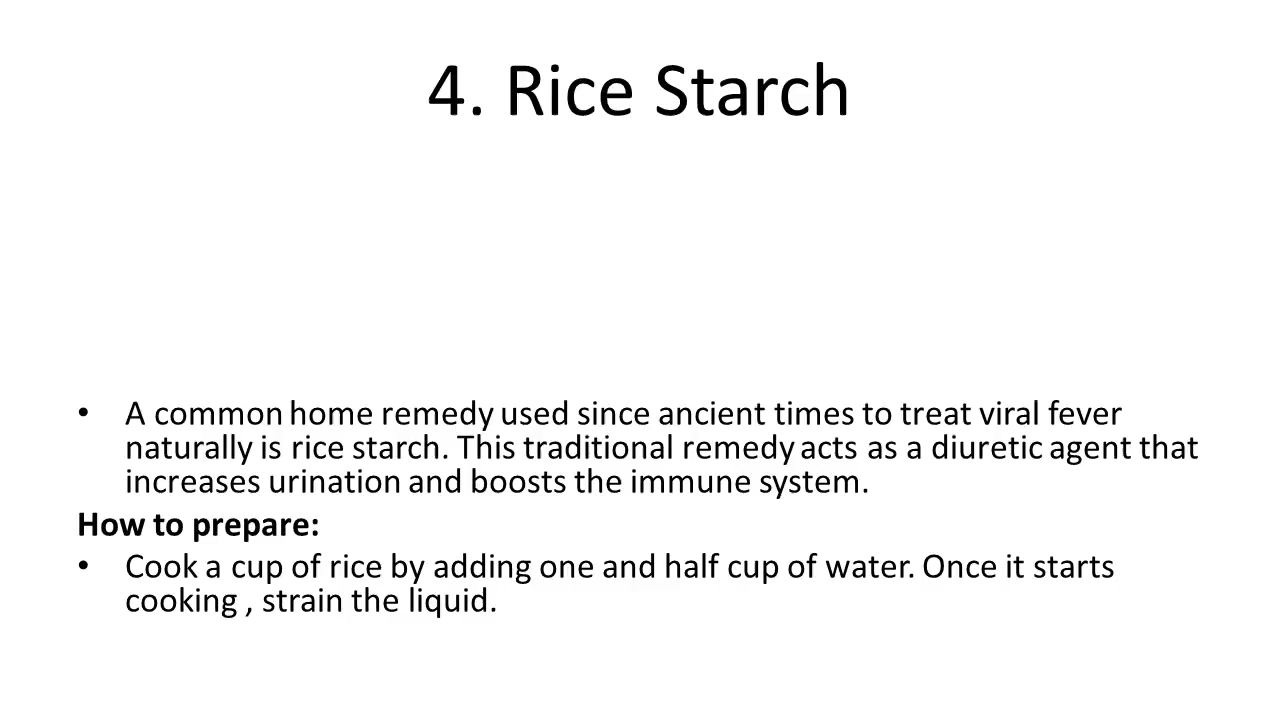 4. Rice Starch
• A common home remedy used since ancient times to treat viral fever
naturally is rice starch. This traditional remedy acts as a diuretic agent that
increases urination and boosts the immune system.
How to prepare:
• Cook a cup of rice by adding one and half cup of water. Once it starts
cooking , strain the liquid.